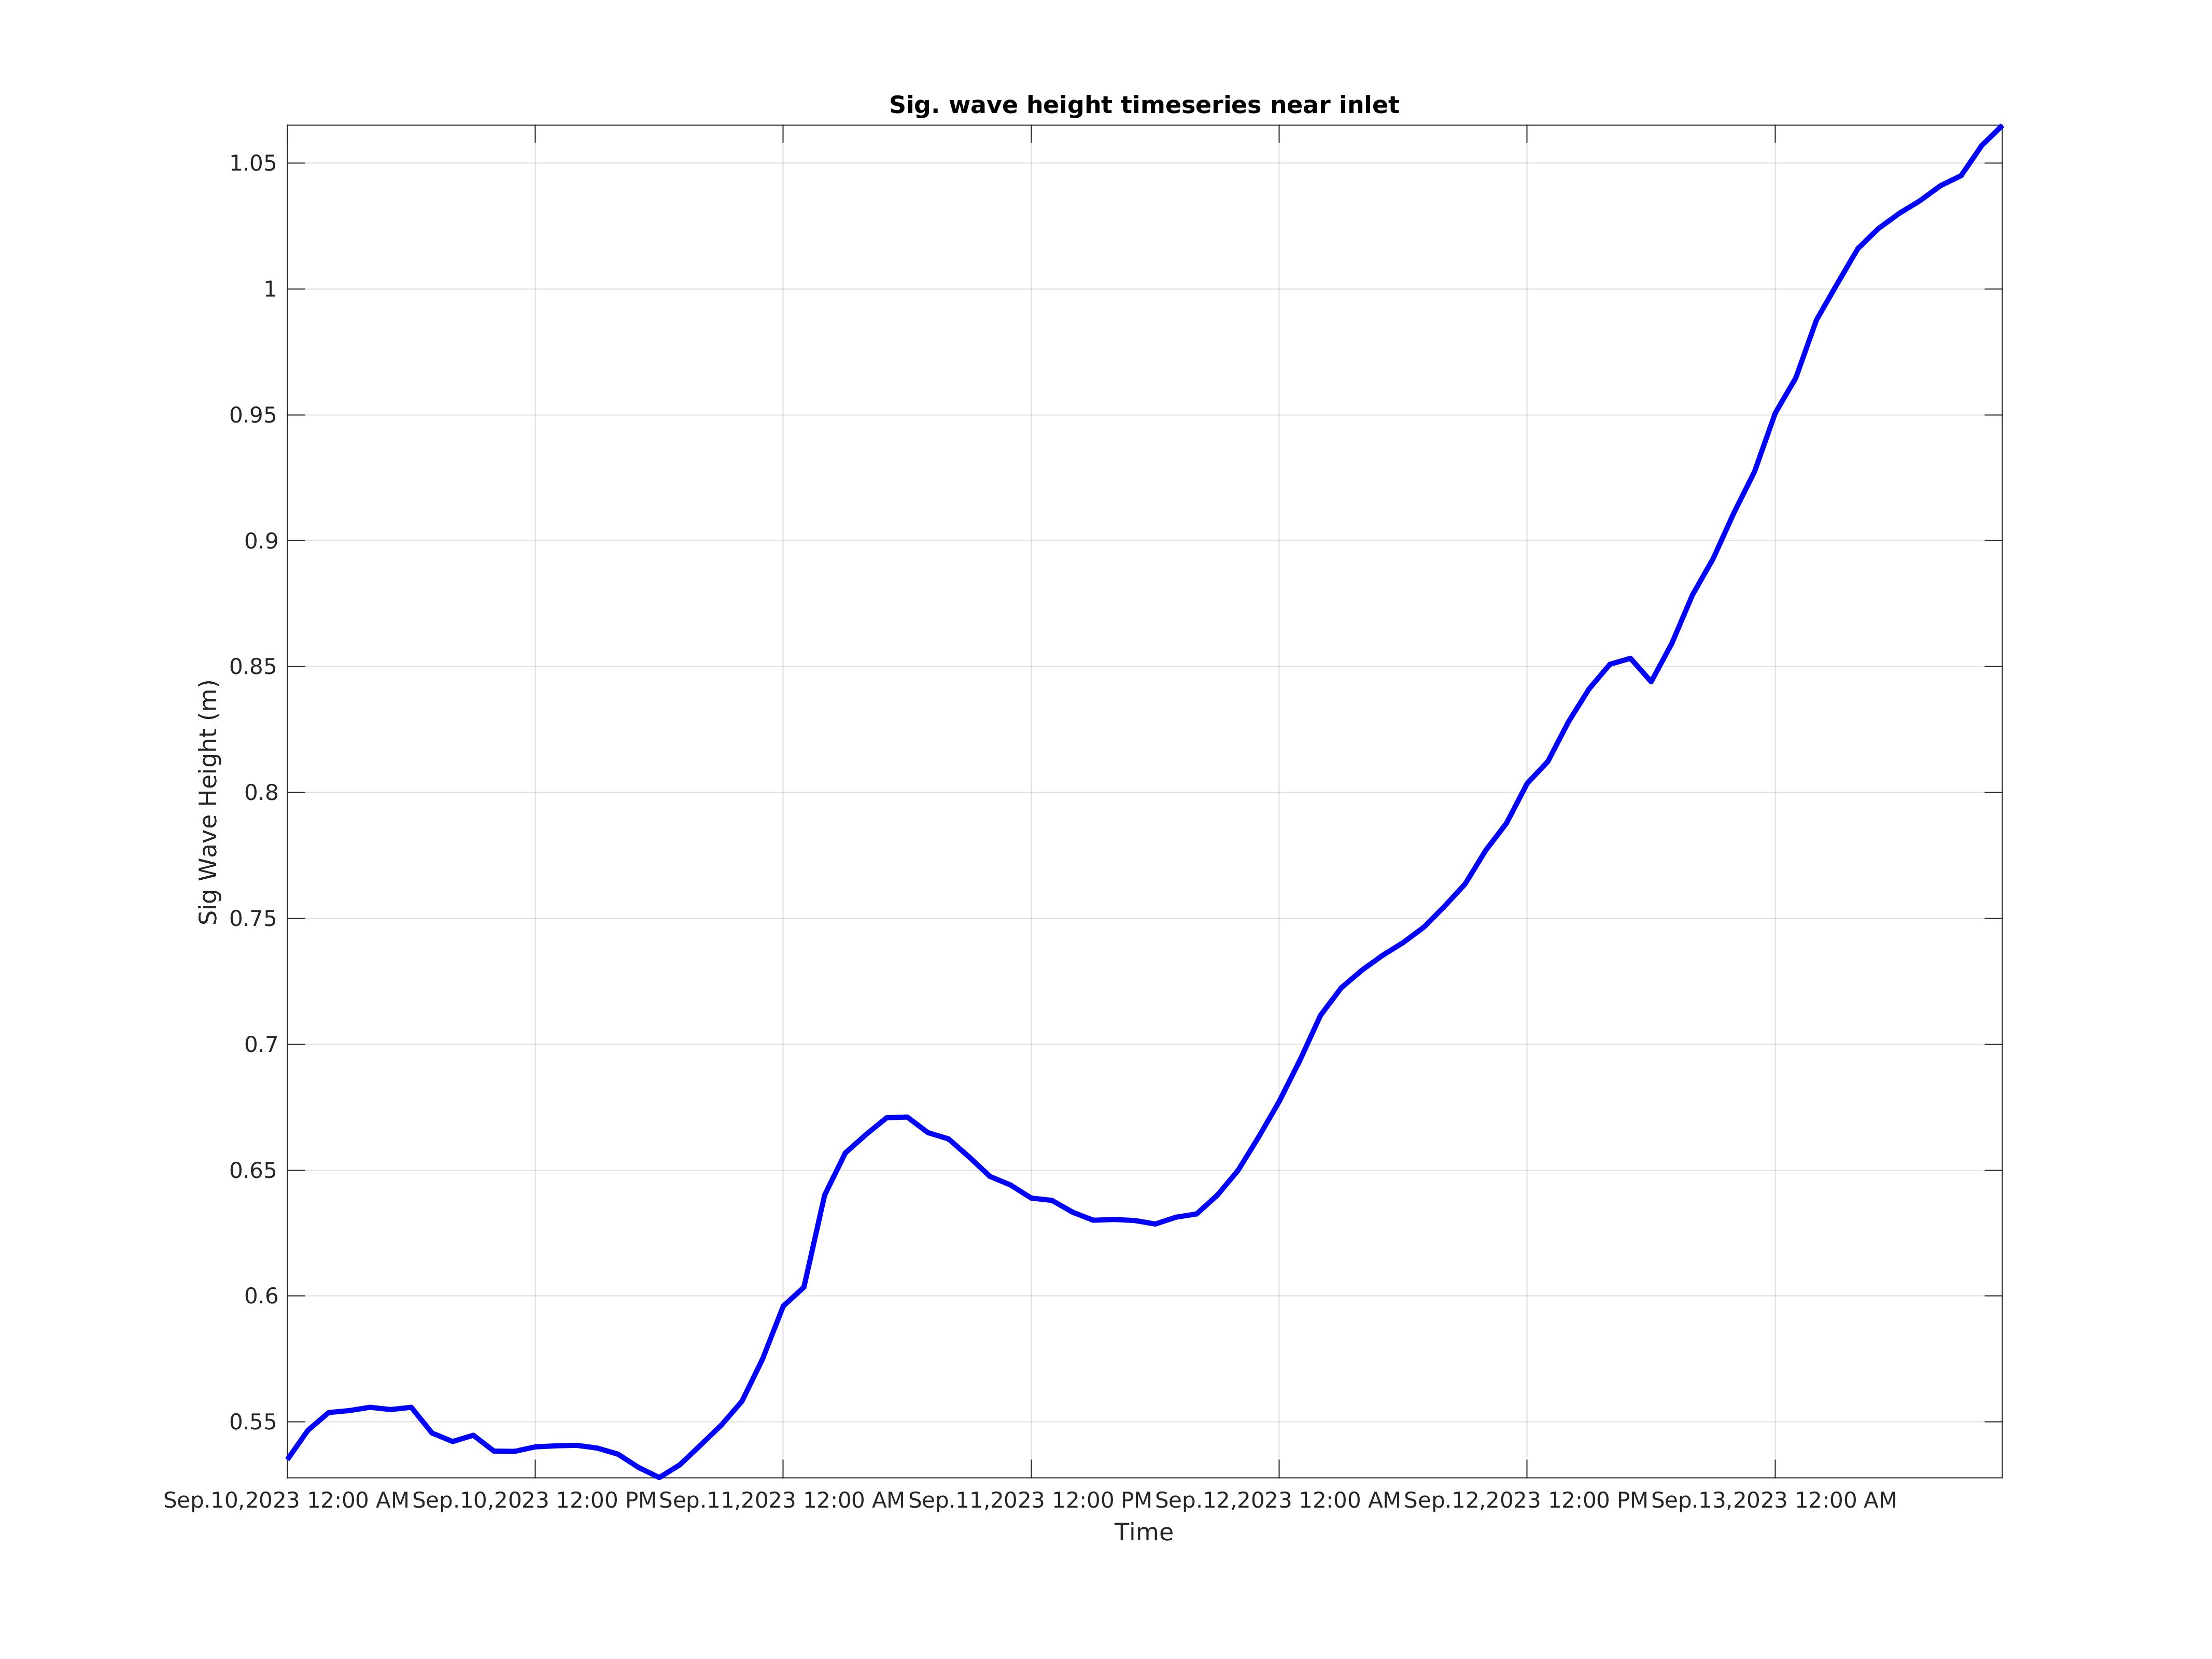 Sig. wave height timeseries near inlet
1.05
1
0.95
0.9
0.85
0.8
0.75
0.7
0.65
0.6
0.55
Sig Wave Height (m)
Sep.10,2023 12:00 AM Sep.10,2023 12:00 PM Sep.11,2023 12:00 AM Sep.11,2023 12:00 PM Sep.12,2023 12:00 AM Sep.12,2023 12:00 PM Sep.13,2023 12:00 AM
Time